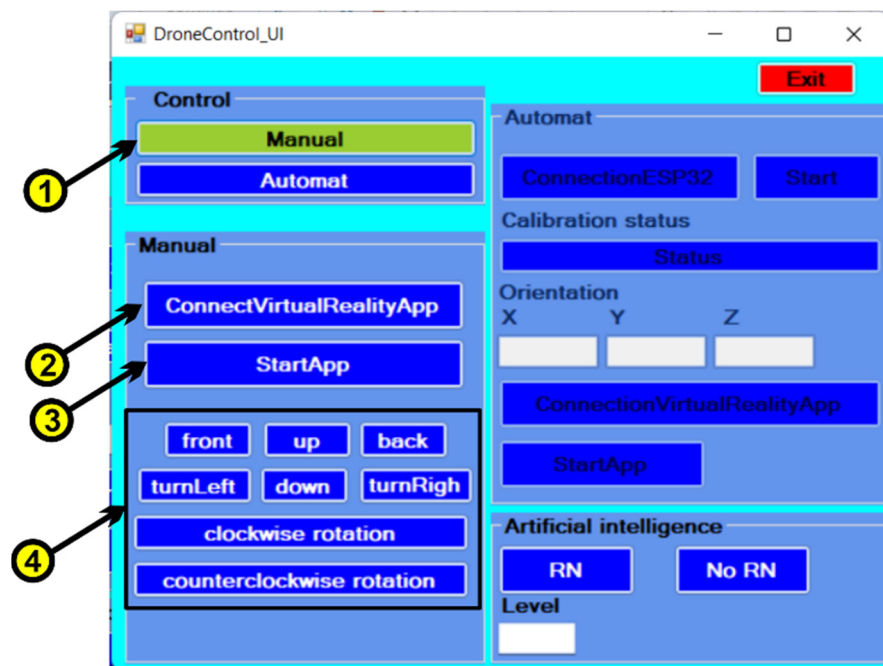 DroneControl_UI
Exit
Control
Manual
Automat
1
Manual
ConnectVirtualRealityApp
2
StartApp
3
front up back
turnLeft down turnRigh
clockwise rotation
counterclockwise rotation
4
Automat
ConnectionESP32 Start
Calibration status
Status
Orientation
X Y Z
ConnectionVirtualRealityApp
StartApp
Artificial intelligence
RN No RN
Level